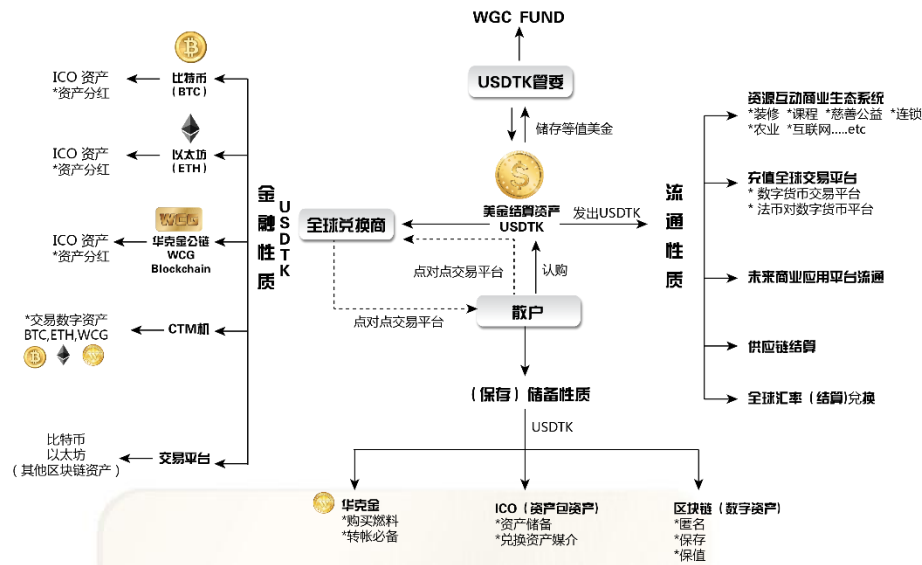 WGC FUND
USDTK管委
储存等值美金
美金结算资产
USDTK
发出USDTK
全球兑换商
点对点交易平台
认购
点对点交易平台
散户
(保存) 储备性质
USDTK
金融性质
USDTK
ICO 资产
*资产分红
比特币
(BTC)
ICO 资产
*资产分红
以太坊
(ETH)
WCG
ICO 资产
*资产分红
华克金公链
WCG
Blockchain
*交易数字资产
BTC,ETH,WCG
CTM机
比特币
以太坊
(其他区块链资产)
交易平台
流通性质
资源互动商业生态系统
*装修 *课程 *慈善公益 *连锁
*农业 *互联网.....etc
充值全球交易平台
* 数字货币交易平台
* 法币对数字货币平台
未来商业应用平台流通
供应链结算
全球汇率 (结算)兑换
华克金
*购买燃料
*转帐必备
ICO (资产包资产)
*资产储备
*兑换资产媒介
区块链 (数字资产)
*匿名
*保存
*保值